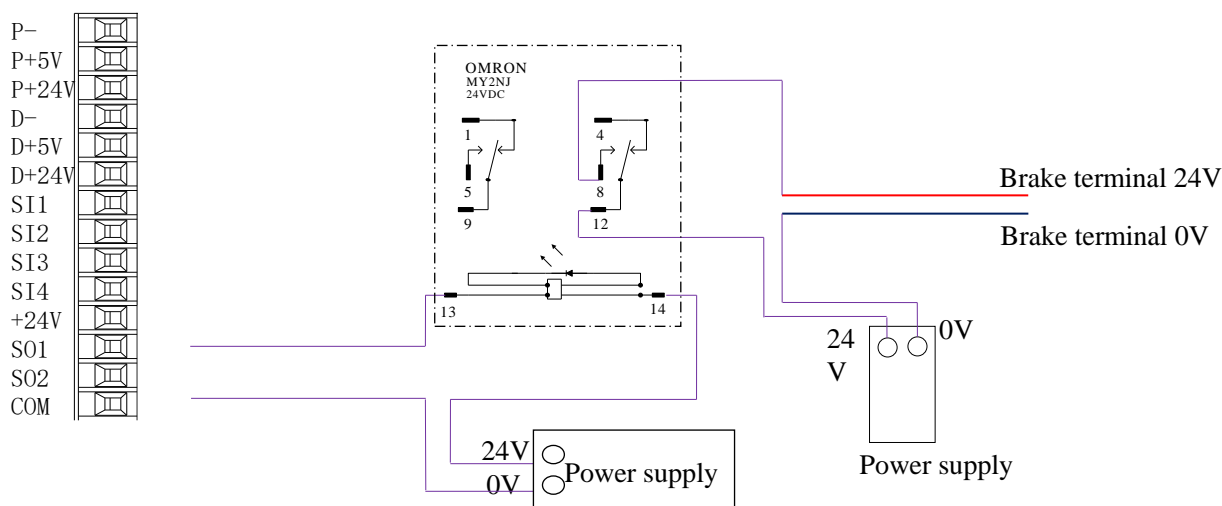 P-
P+5V
P+24V
D-
D+5V
D+24V
SI1
SI2
SI3
SI4
+24V
SO1
SO2
COM
OMRON
MY2NJ
24VDC
1
4
5
8
9
12
13
14
Brake terminal 24V
Brake terminal 0V
24
V
0V
Power supply
24V
0V
Power supply